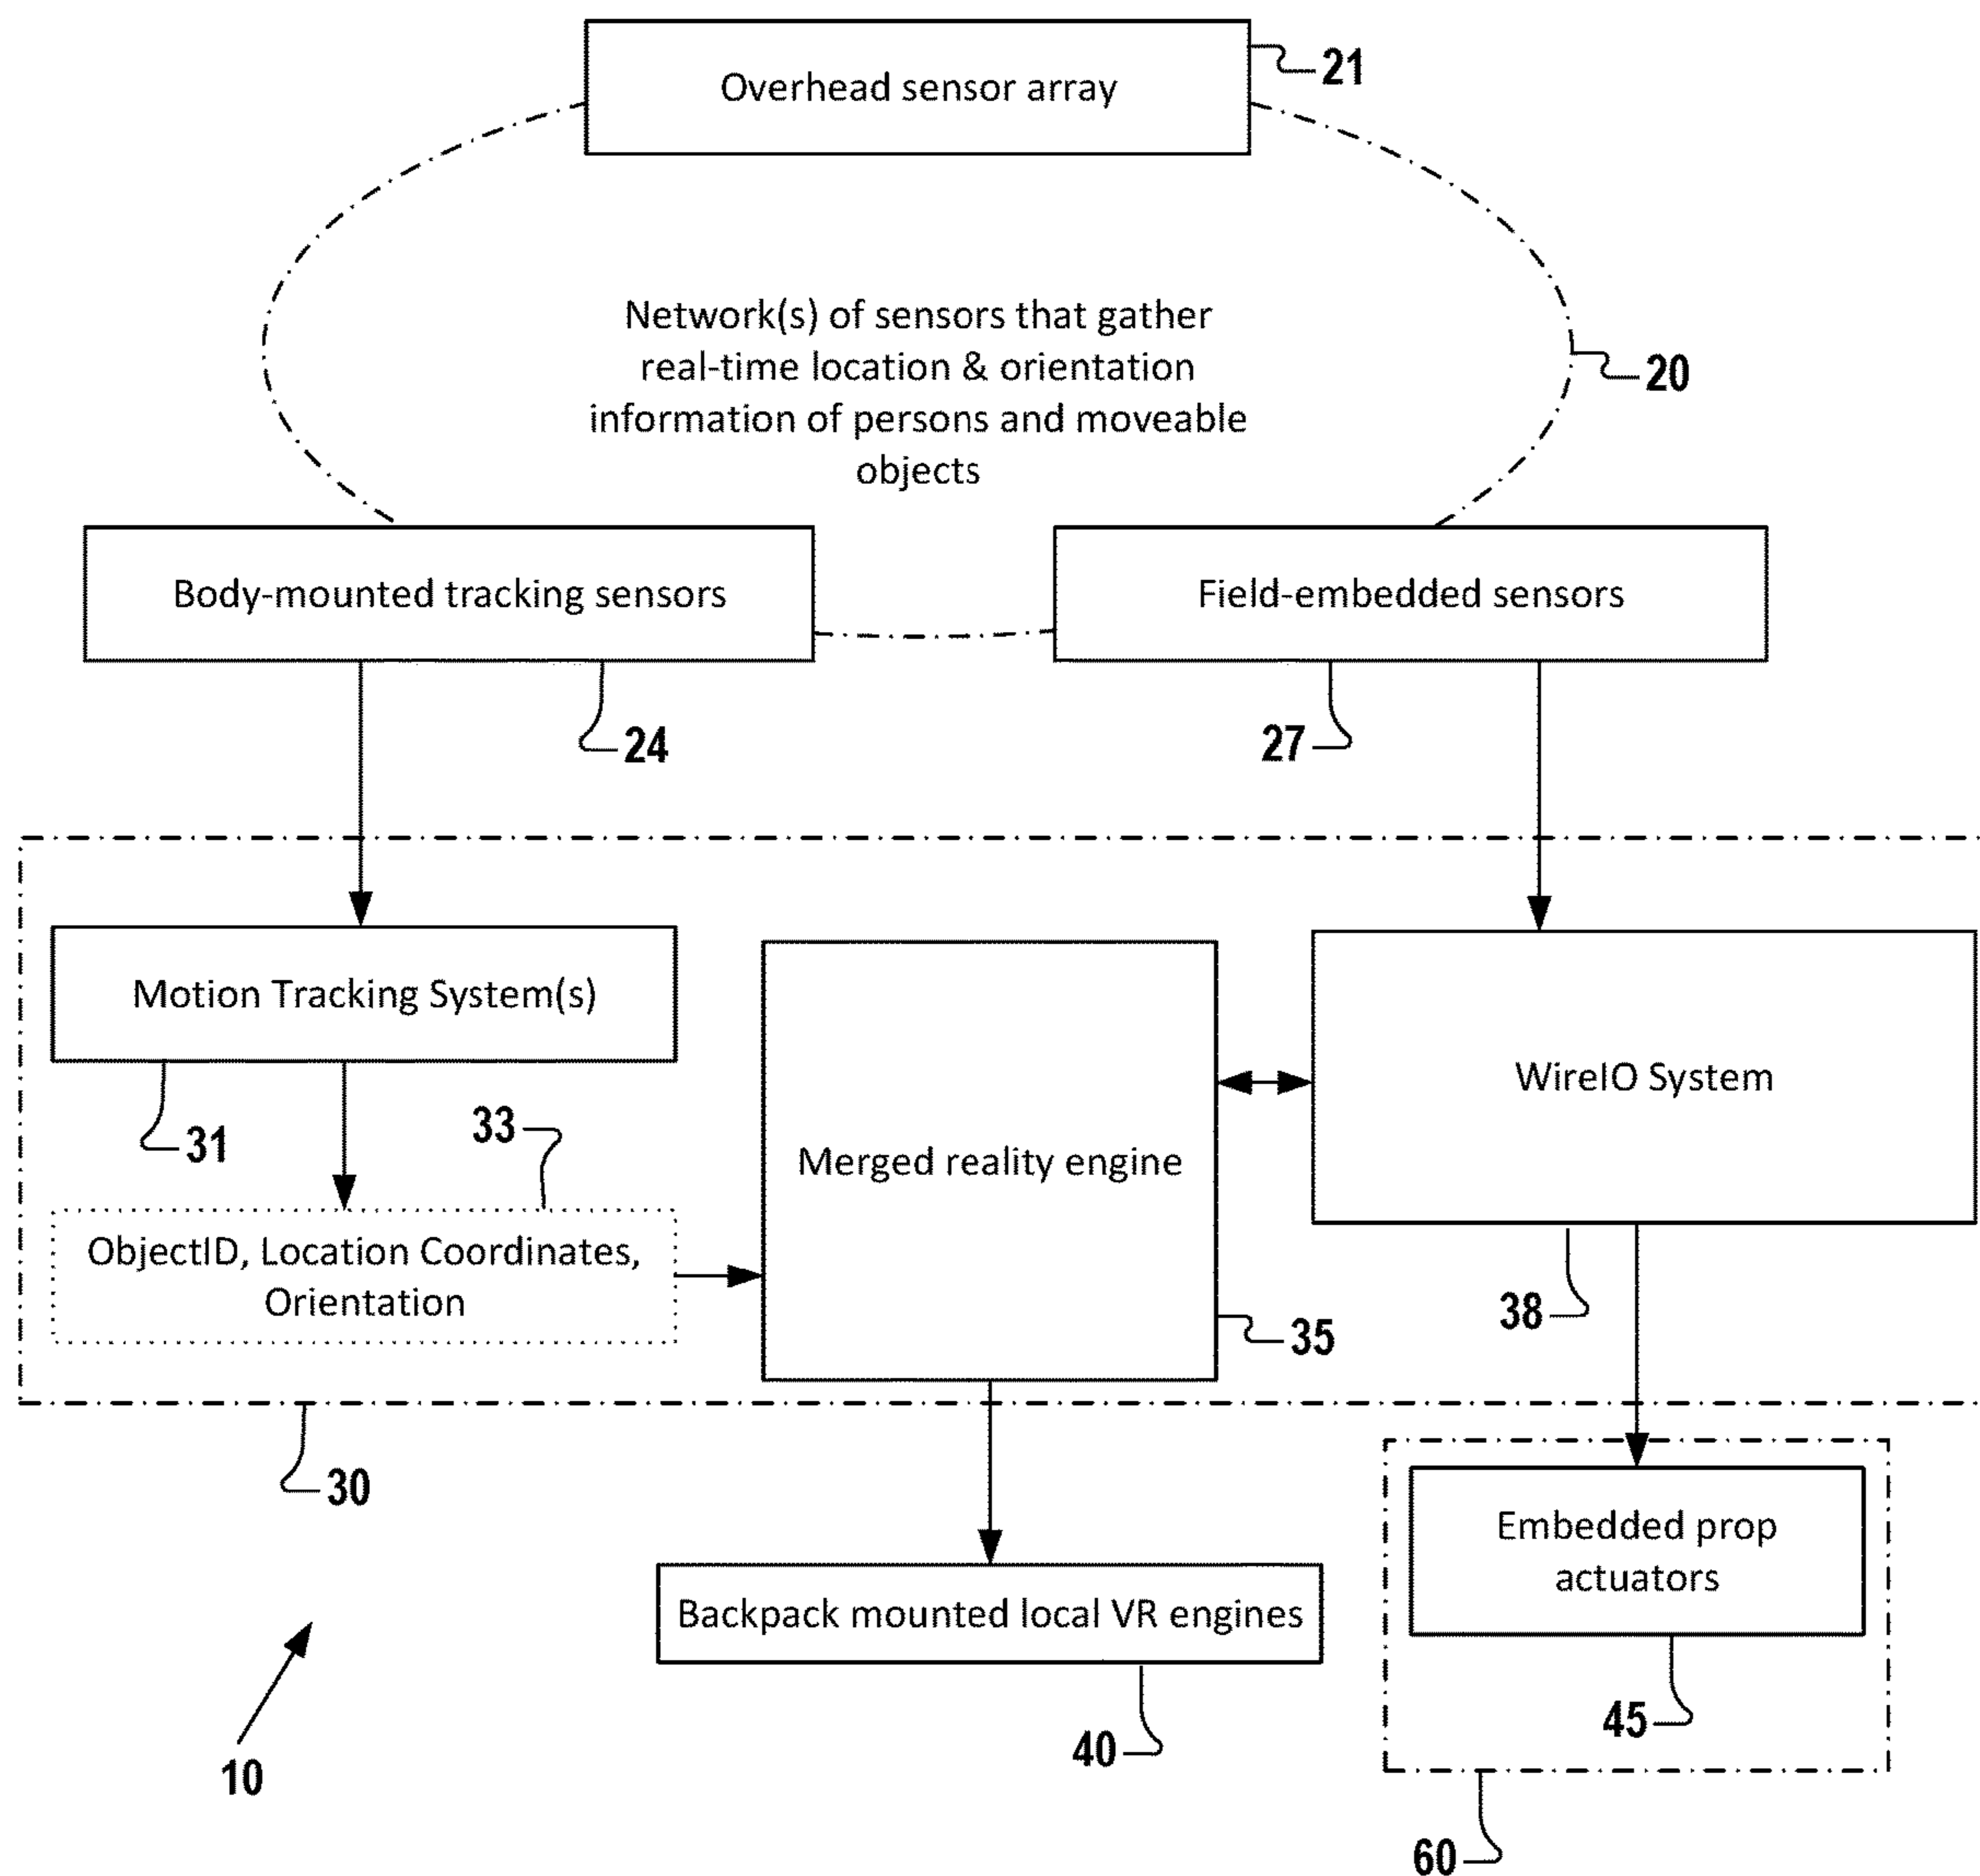 Overhead sensor array
21
Network(s) of sensors that gather
real-time location & orientation
information of persons and moveable
objects
20
Body-mounted tracking sensors
Field-embedded sensors
24
27
Motion Tracking System(s)
WireIO System
31
33
Merged reality engine
ObjectID, Location Coordinates,
Orientation
38
35
30
Embedded prop
actuators
Backpack mounted local VR engines
45
40
10
60